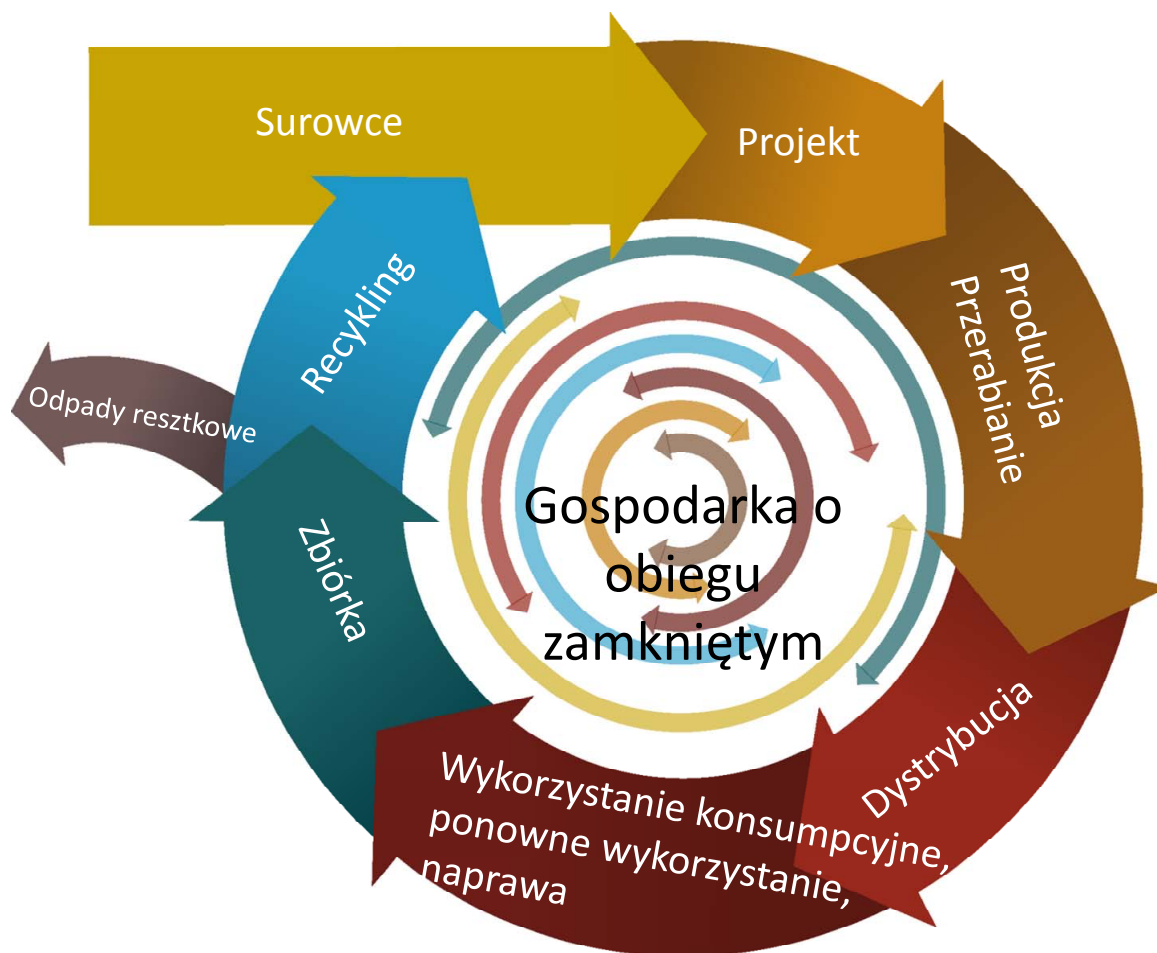 Surowce
Projekt
Produkcja
Przerabianie
Dystrybucja
Wykorzystanie konsumpcyjne,
ponowne wykorzystanie,
naprawa
Zbiórka
Recykling
Odpady resztkowe
Gospodarka o
obiegu
zamkniętym